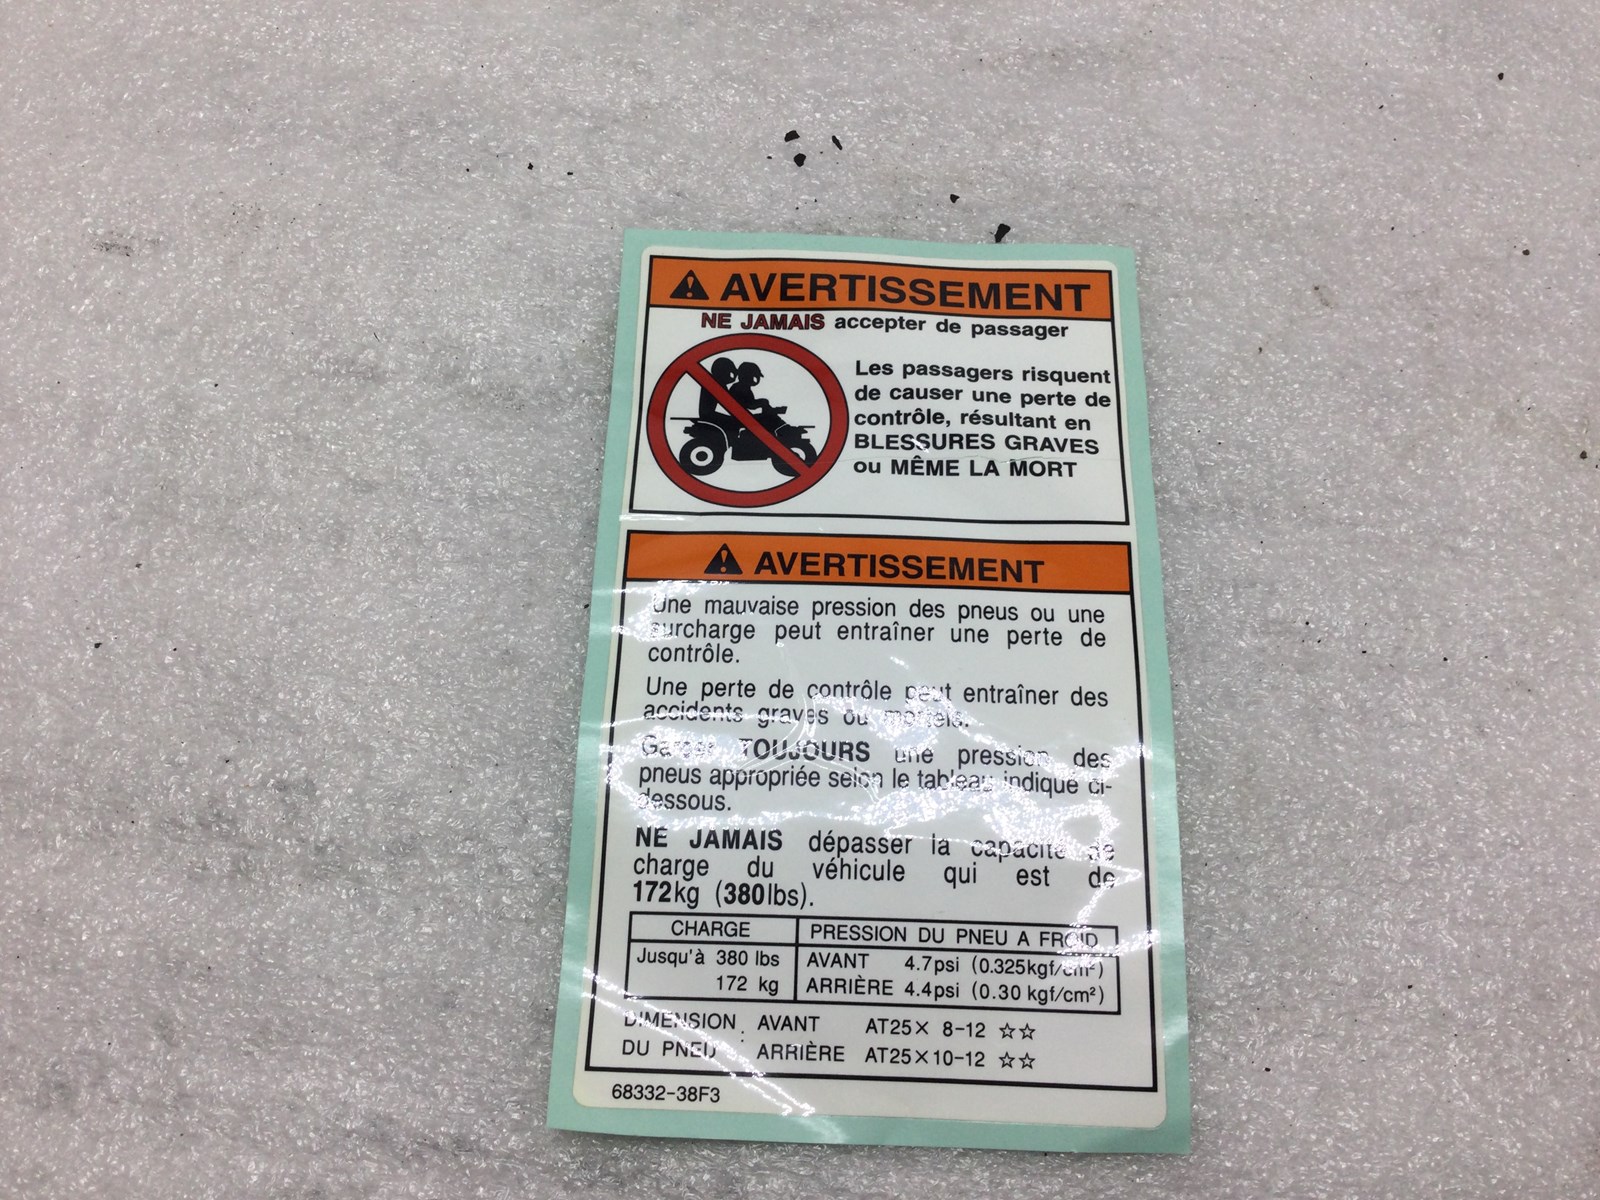 AVERTISSEMENT
NE JAMAIS accepter de passager
Les passagers risquent
de causer une perte de
contrôle, résultant en
BLESSURES GRAVES
ou MÊME LA MORT
AVERTISSEMENT
Une mauvaise pression des pneus ou une
surcharge peut entraîner une perte de
contrôle.
Une perte de contrôle peut entraîner des
accidents graves ou mortels.
Garder TOUJOURS une pression des
pneus appropriée selon le tableau indiqué ci-
dessous.
NE JAMAIS dépasser la capacité de
charge du véhicule qui est de
172kg (380lbs).
CHARGE PRESSION DU PNEU A FROID
Jusqu'à 380 lbs AVANT 4.7psi (0.325kgf/cm²)
172 kg ARRIÈRE 4.4psi (0.30 kgf/cm²)
DIMENSION : AVANT AT25×8-12 ☆☆
DU PNEU ARRIÈRE AT25×10-12 ☆☆
68332-38F3